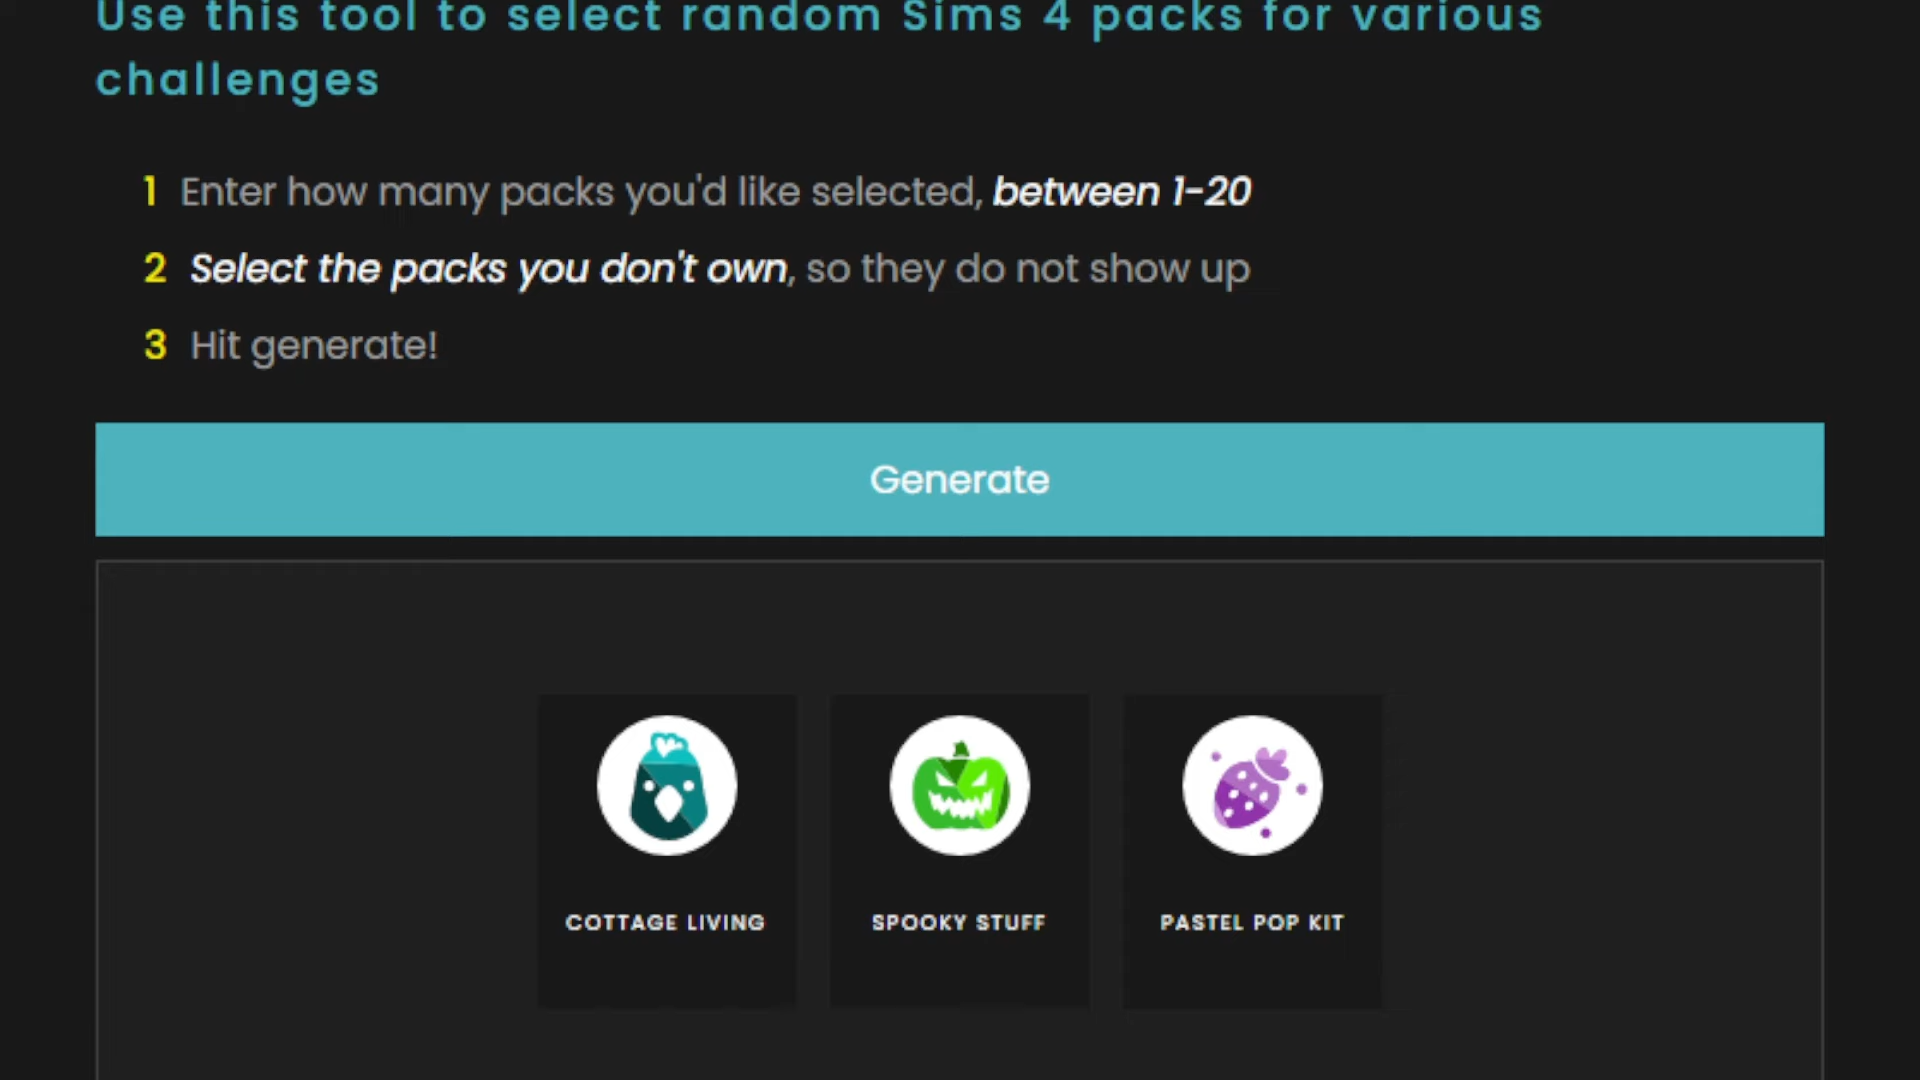 Use this tool to select random Sims 4 packs for various
challenges
1 Enter how many packs you'd like selected, between 1-20
2 Select the packs you don't own, so they do not show up
3 Hit generate!
Generate
COTTAGE LIVING
SPOOKY STUFF
PASTEL POP KIT